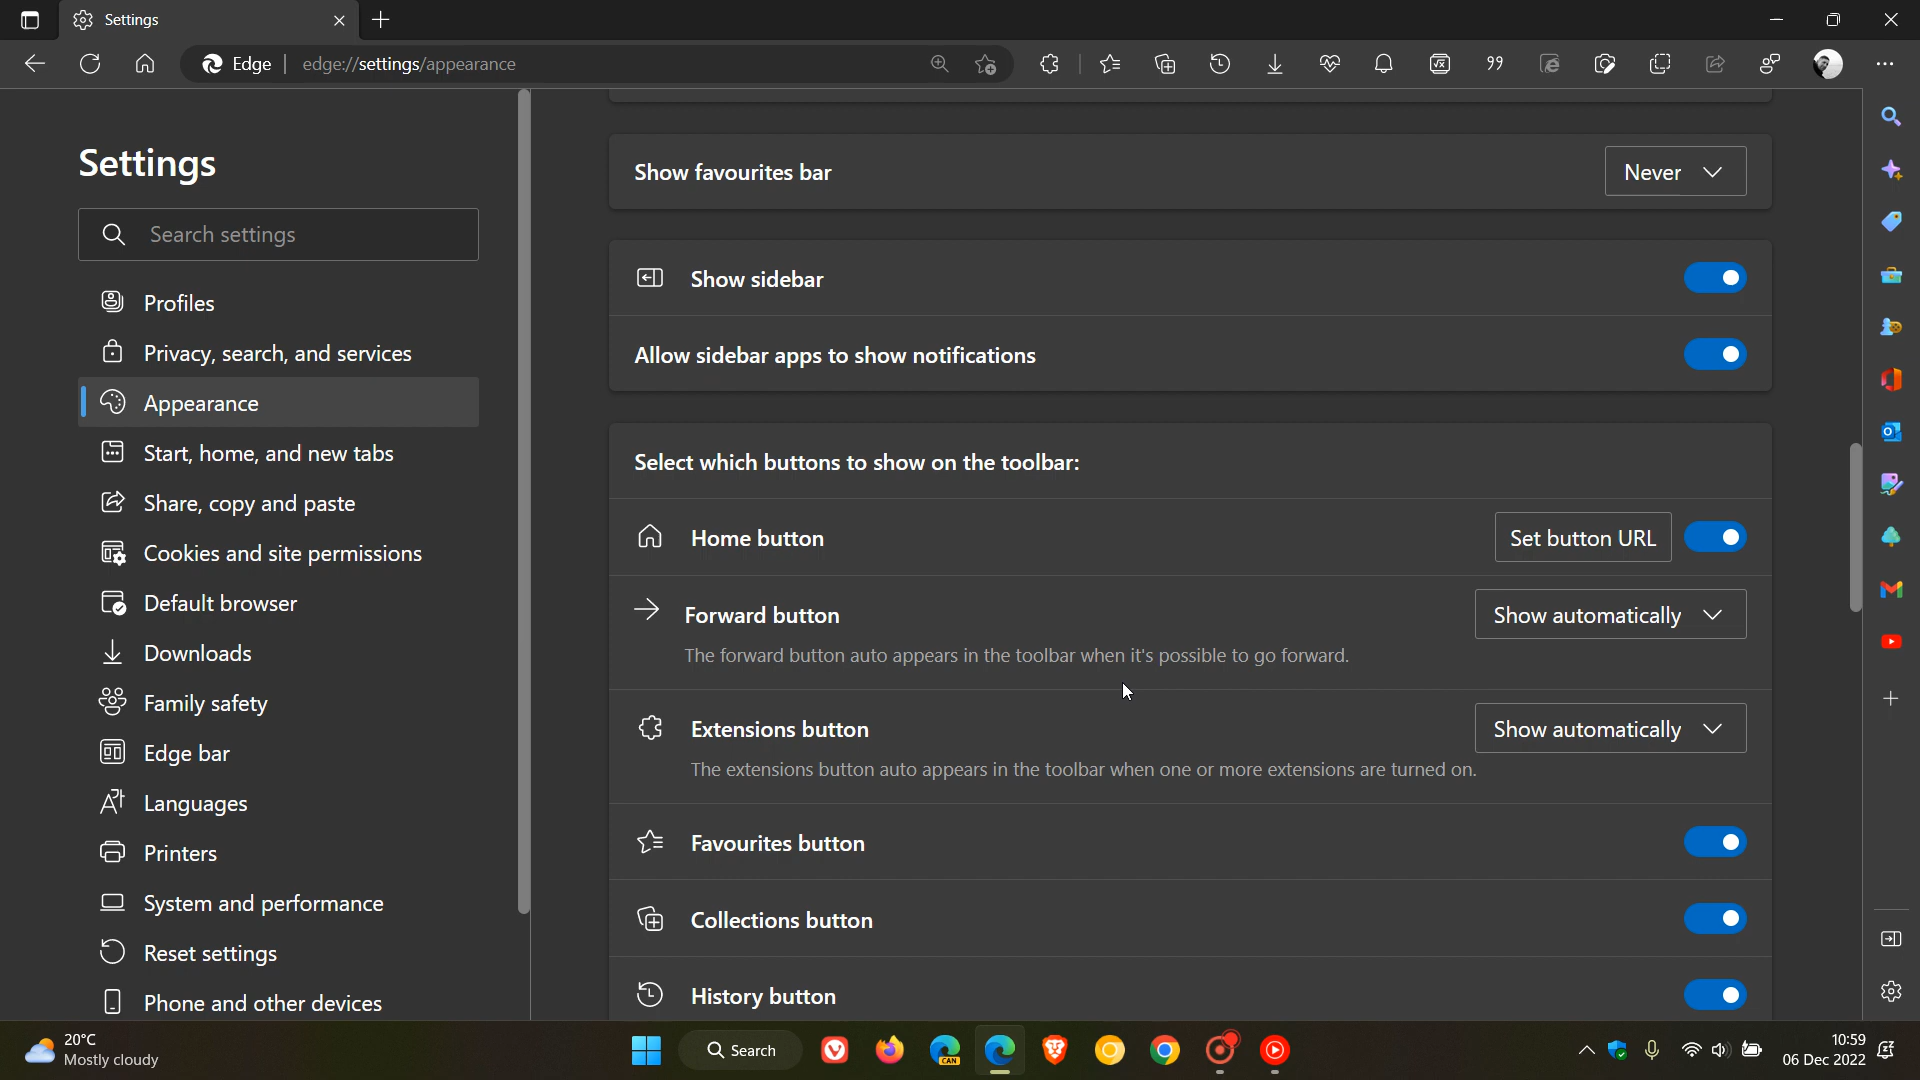 Settings
Edge
edge://settings/appearance
Settings
Search settings
Profiles
Privacy, search, and services
Appearance
Start, home, and new tabs
Share, copy and paste
Cookies and site permissions
Default browser
Downloads
Family safety
Edge bar
Languages
Printers
System and performance
Reset settings
Phone and other devices
Show favourites bar
Never
Show sidebar
Allow sidebar apps to show notifications
Select which buttons to show on the toolbar:
Home button
Set button URL
Forward button
Show automatically
The forward button auto appears in the toolbar when it's possible to go forward.
Extensions button
Show automatically
The extensions button auto appears in the toolbar when one or more extensions are turned on.
Favourites button
Collections button
History button
20°C
Mostly cloudy
Search
CAN
10:59
06 Dec 2022